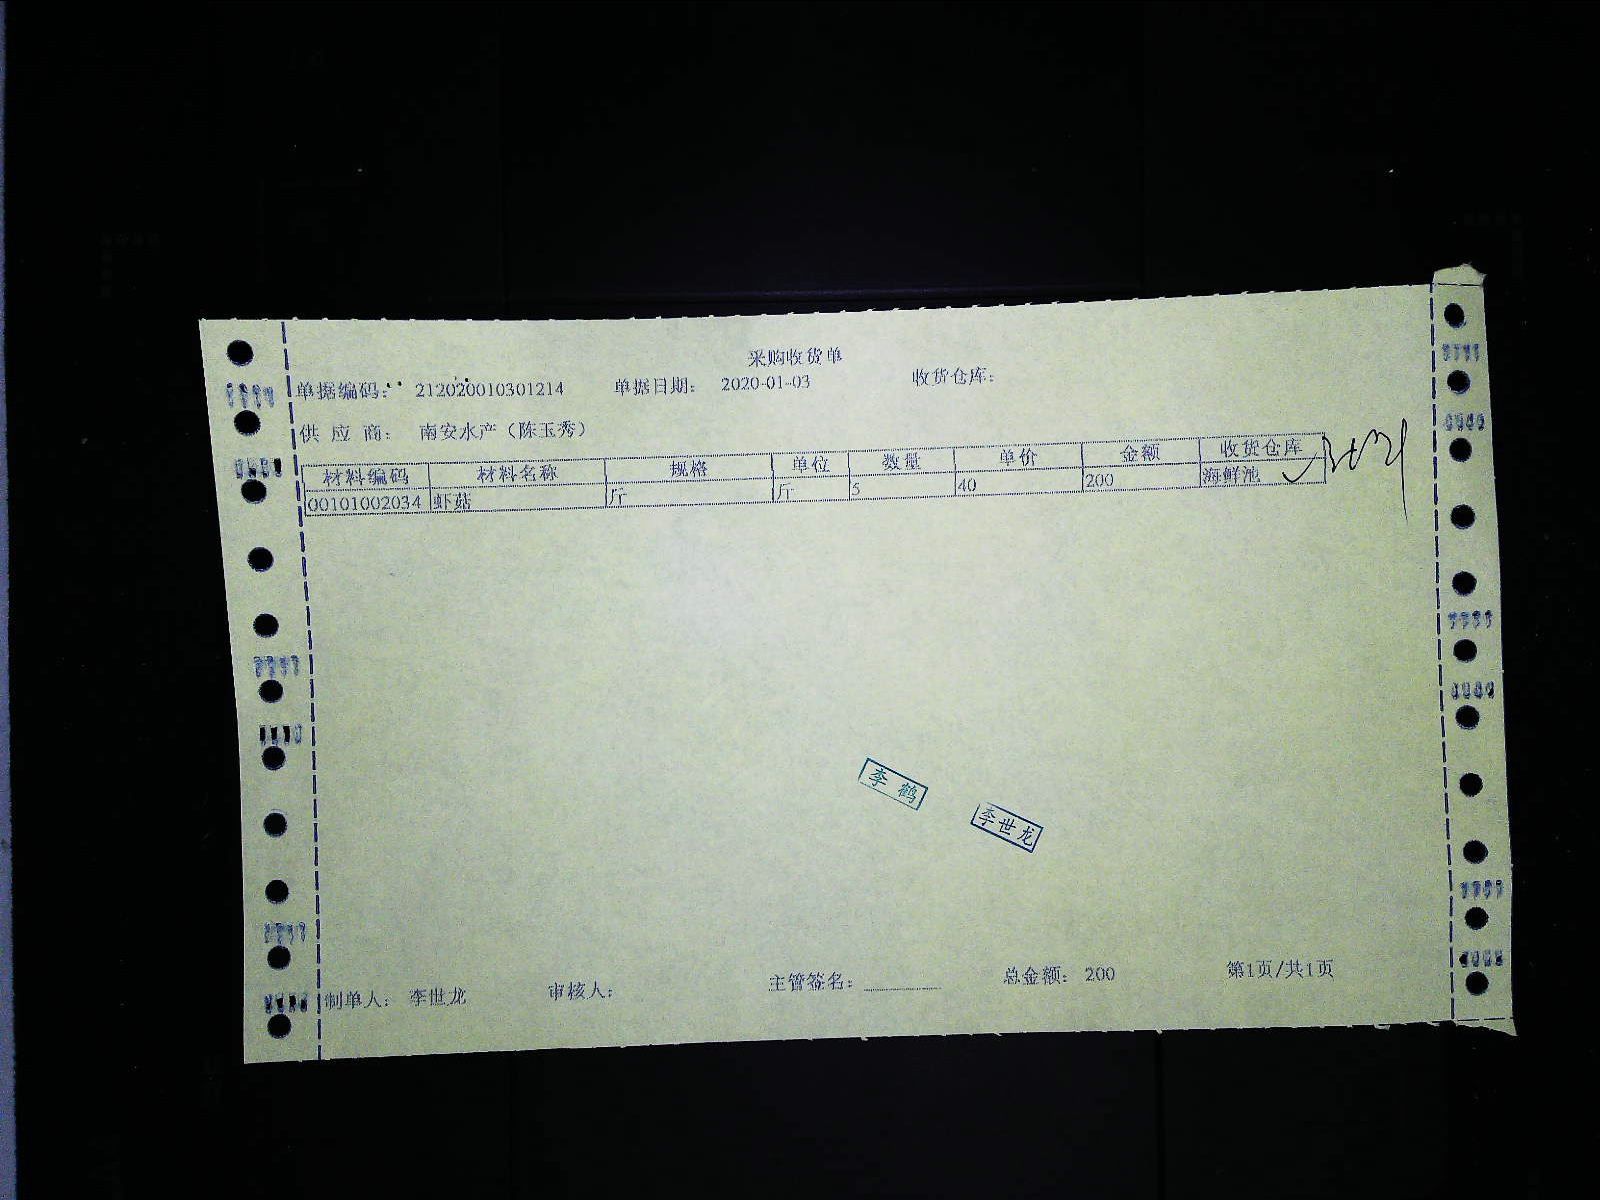 采购收货单
单据编码： 212020010301214 单据日期： 2020-01-03 收货仓库：
供 应 商： 南安水产（陈玉秀）
材料编码 材料名称 规格 单位 数量 单价 金额 收货仓库
00101002034 虾菇 斤 斤 5 40 200 海鲜池
李鹤
李世龙
制单人： 李世龙 审核人： 主管签名： 总金额： 200 第1页/共1页